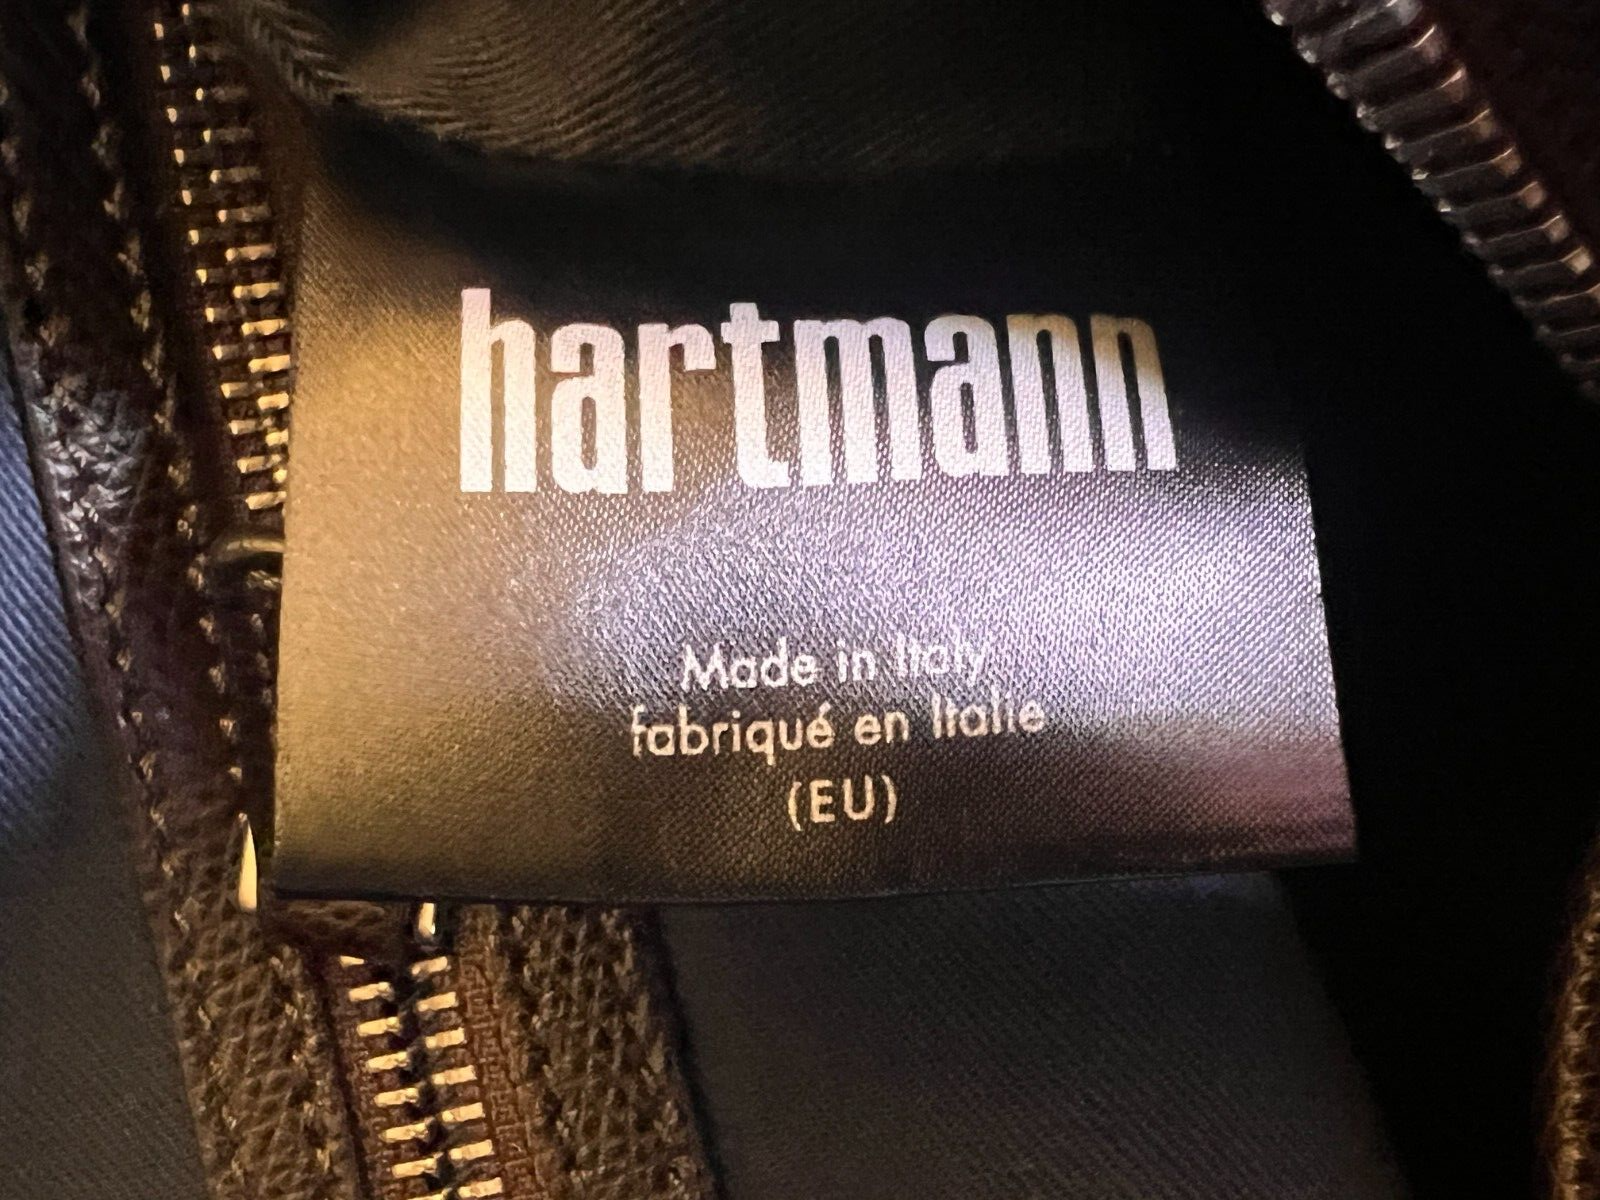 hartmann
Made in Italy
fabriqué en Italie
(EU)